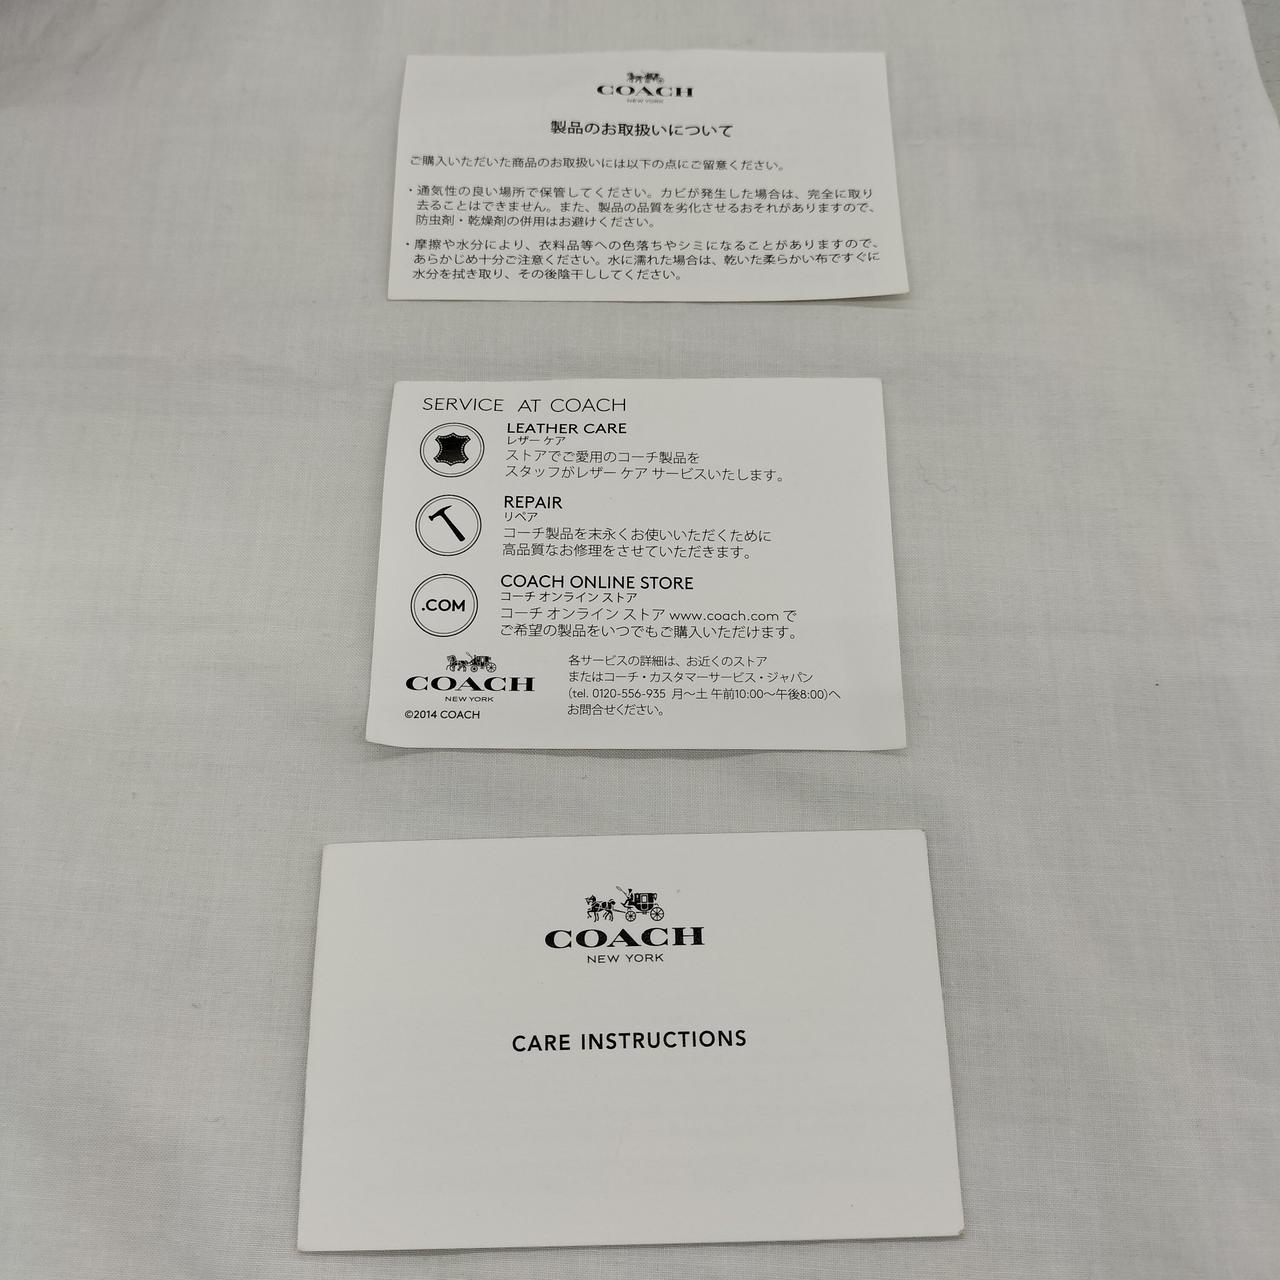 COACH
NEW YORK
製品のお取扱いについて
ご購入いただいた商品のお取扱いには以下の点にご留意ください。
・通気性の良い場所で保管してください。カビが発生した場合は、完全に取り
去ることはできません。また、製品の品質を劣化させるおそれがありますので、
防虫剤・乾燥剤の併用はお避けください。
・摩擦や水分により、衣料品等への色落ちやシミになることがありますので、
あらかじめ十分ご注意ください。水に濡れた場合は、乾いた柔らかい布ですぐに
水分を拭き取り、その後陰干ししてください。
SERVICE AT COACH
LEATHER CARE
レザー ケア
ストアでご愛用のコーチ製品を
スタッフがレザー ケア サービスいたします。
REPAIR
リペア
コーチ製品を末永くお使いいただくために
高品質なお修理をさせていただきます。
.COM
COACH ONLINE STORE
コーチ オンライン ストア
コーチ オンライン ストア www.coach.com で
ご希望の製品をいつでもご購入いただけます。
COACH
NEW YORK
©2014 COACH
各サービスの詳細は、お近くのストア
またはコーチ・カスタマーサービス・ジャパン
(tel. 0120-556-935 月～土 午前10:00～午後8:00)へ
お問合せください。
COACH
NEW YORK
CARE INSTRUCTIONS